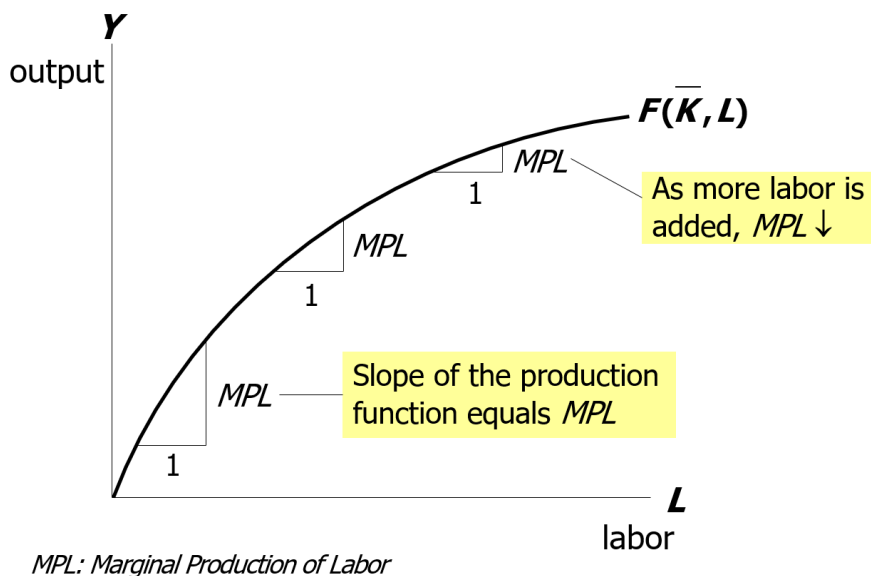 Y
output
F(K̅, L)
MPL
1
As more labor is
added, MPL ↓
MPL
1
MPL
Slope of the production
function equals MPL
1
L
labor
MPL: Marginal Production of Labor